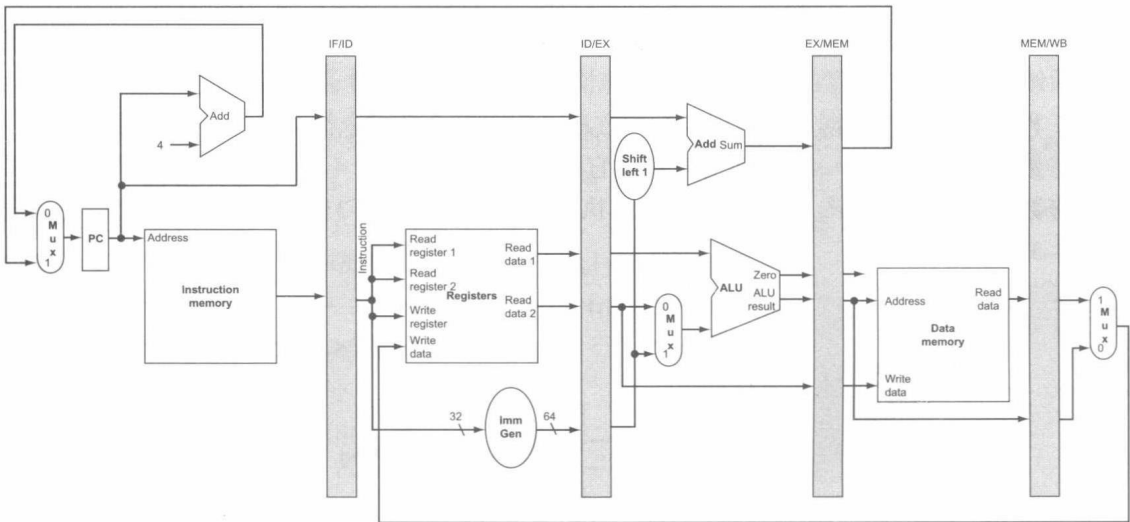 IF/ID
ID/EX
EX/MEM
MEM/WB
Add
4
0
M
u
x
1
PC
Address
Instruction
memory
Instruction
Read
register 1
Read
register 2
Registers
Write
register
Write
data
Read
data 1
Read
data 2
32
Imm
Gen
64
Shift
left 1
Add Sum
0
M
u
x
1
Zero
ALU
ALU
result
Address
Read
data
Data
memory
Write
data
1
M
u
x
0